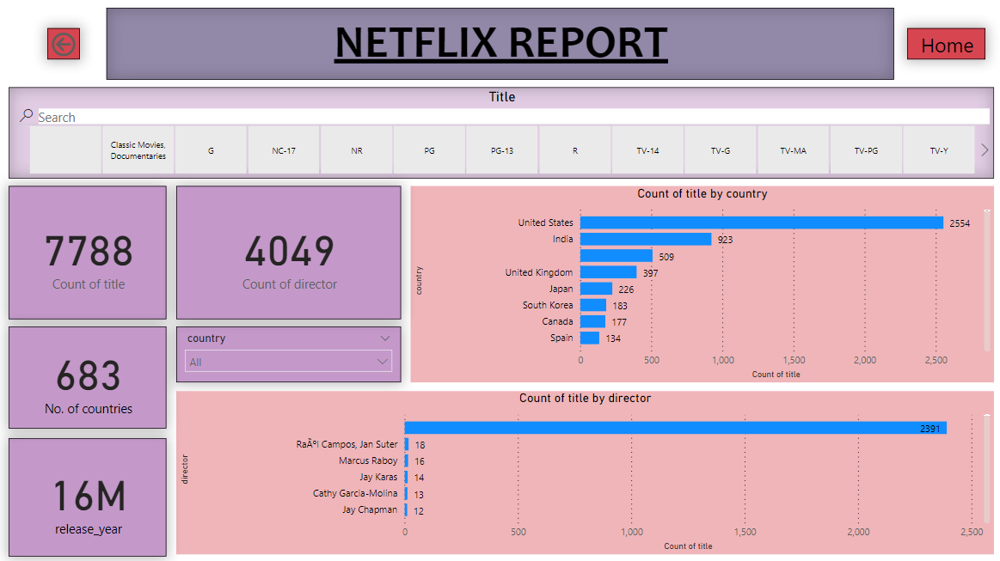 NETFLIX REPORT
Home
Title
Search
Classic Movies,
Documentaries
G
NC-17
NR
PG
PG-13
R
TV-14
TV-G
TV-MA
TV-PG
TV-Y
7788
Count of title
4049
Count of director
683
No. of countries
country
All
16M
release_year
Count of title by country
country
United States
2554
India
923
509
United Kingdom
397
Japan
226
South Korea
183
Canada
177
Spain
134
0
500
1,000
1,500
2,000
2,500
Count of title
Count of title by director
director
2391
RaÃºl Campos, Jan Suter
18
Marcus Raboy
16
Jay Karas
14
Cathy Garcia-Molina
13
Jay Chapman
12
0
500
1,000
1,500
2,000
2,500
Count of title